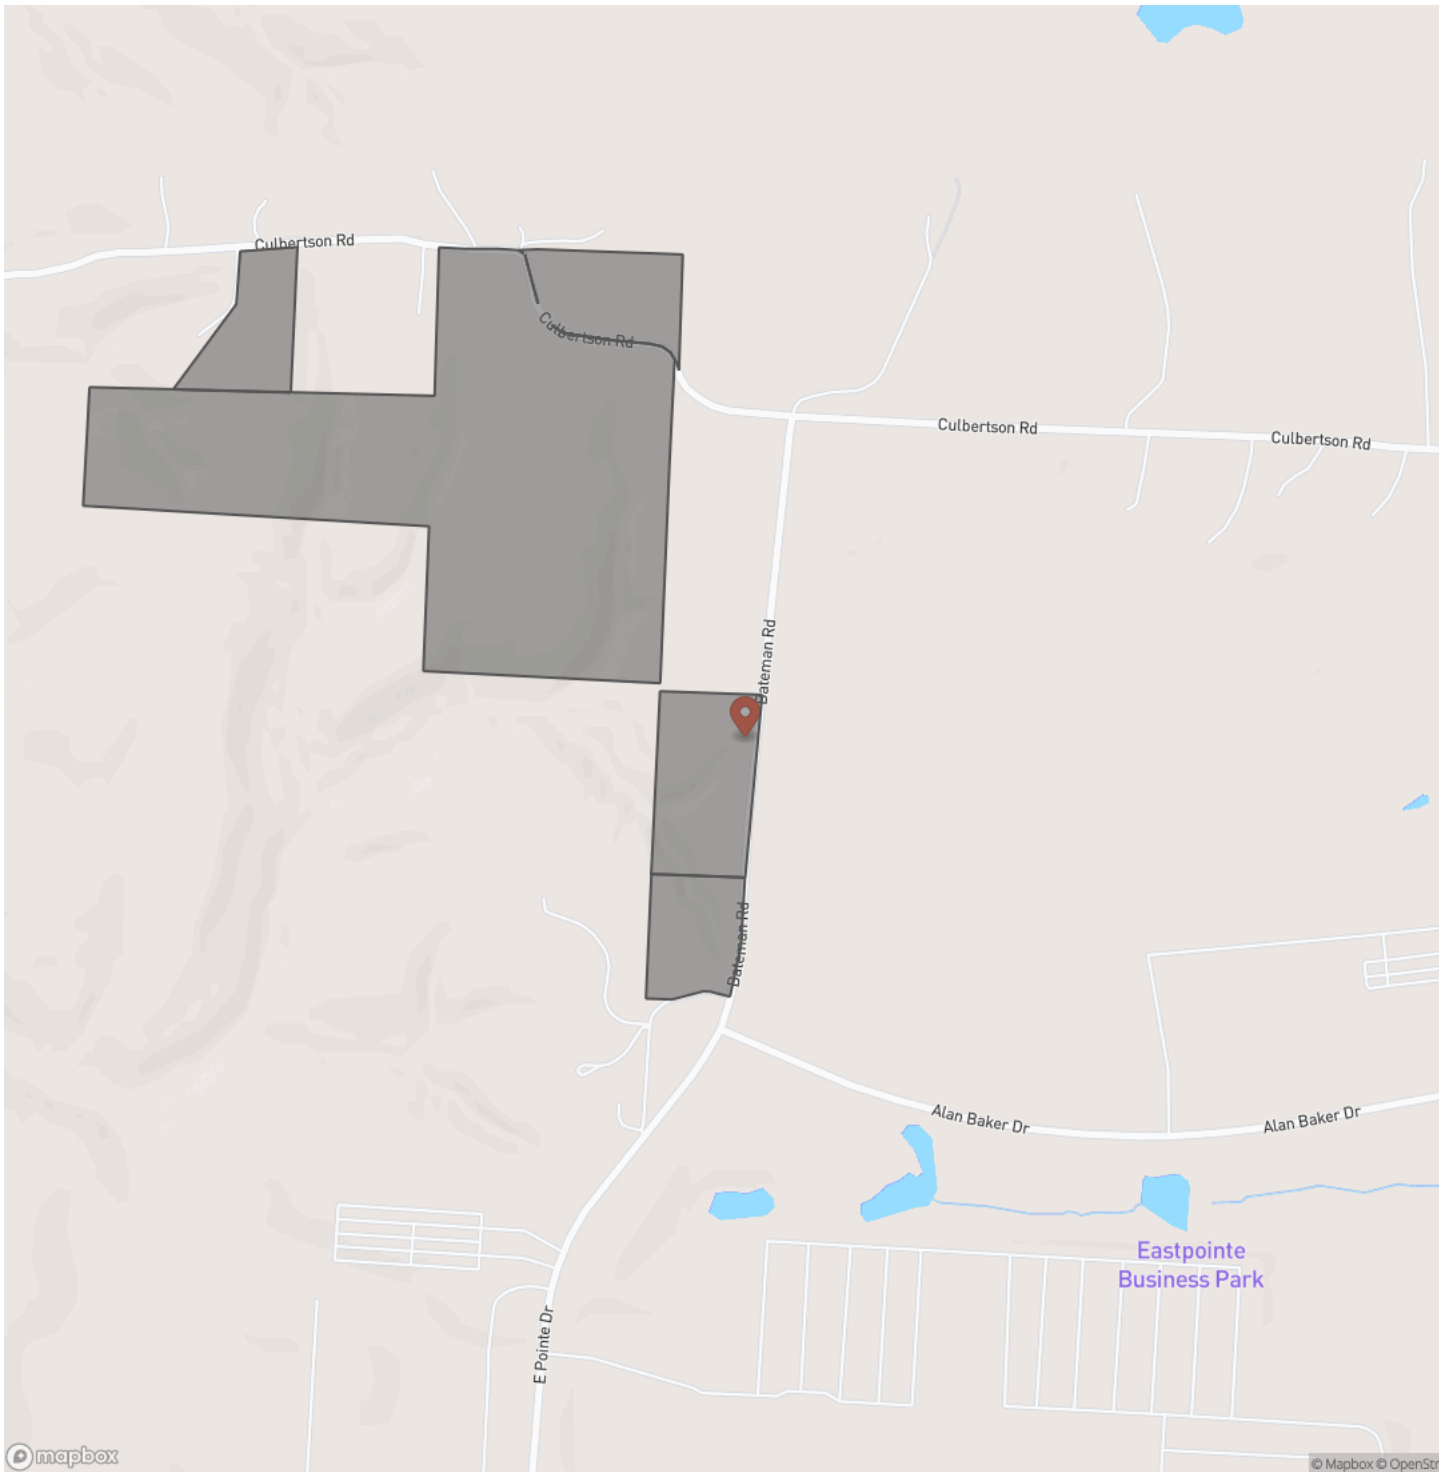 Culbertson Rd
Culbertson Rd
Culbertson Rd
Culbertson Rd
Bateman Rd
Bateman Rd
Alan Baker Dr
Alan Baker Dr
Eastpointe
Business Park
E Pointe Dr
mapbox
© Mapbox © OpenStr